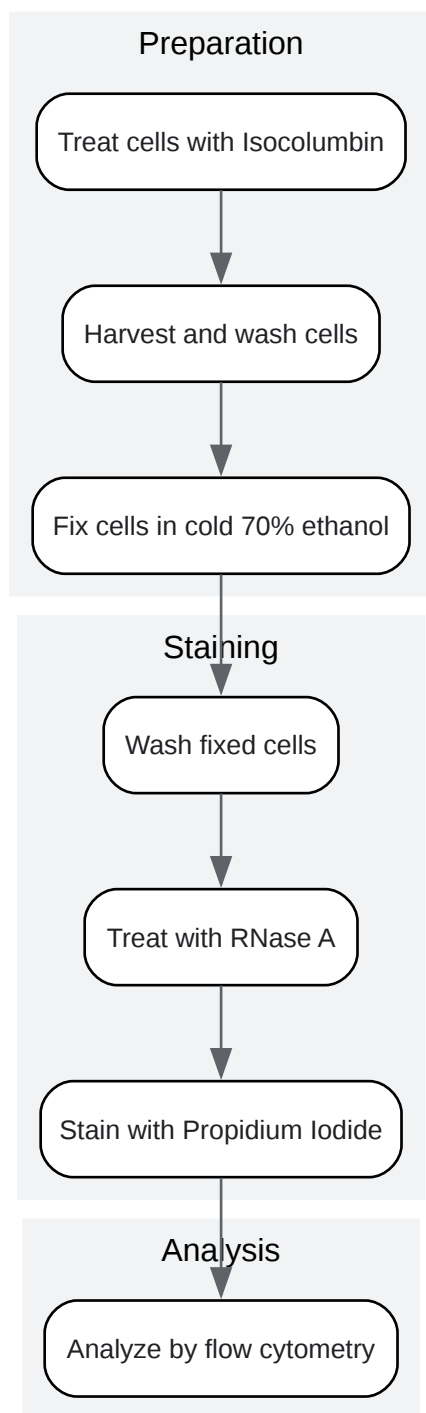 Preparation
Treat cells with Isocolumbin
Harvest and wash cells
Fix cells in cold 70% ethanol
Staining
Wash fixed cells
Treat with RNase A
Stain with Propidium Iodide
Analysis
Analyze by flow cytometry